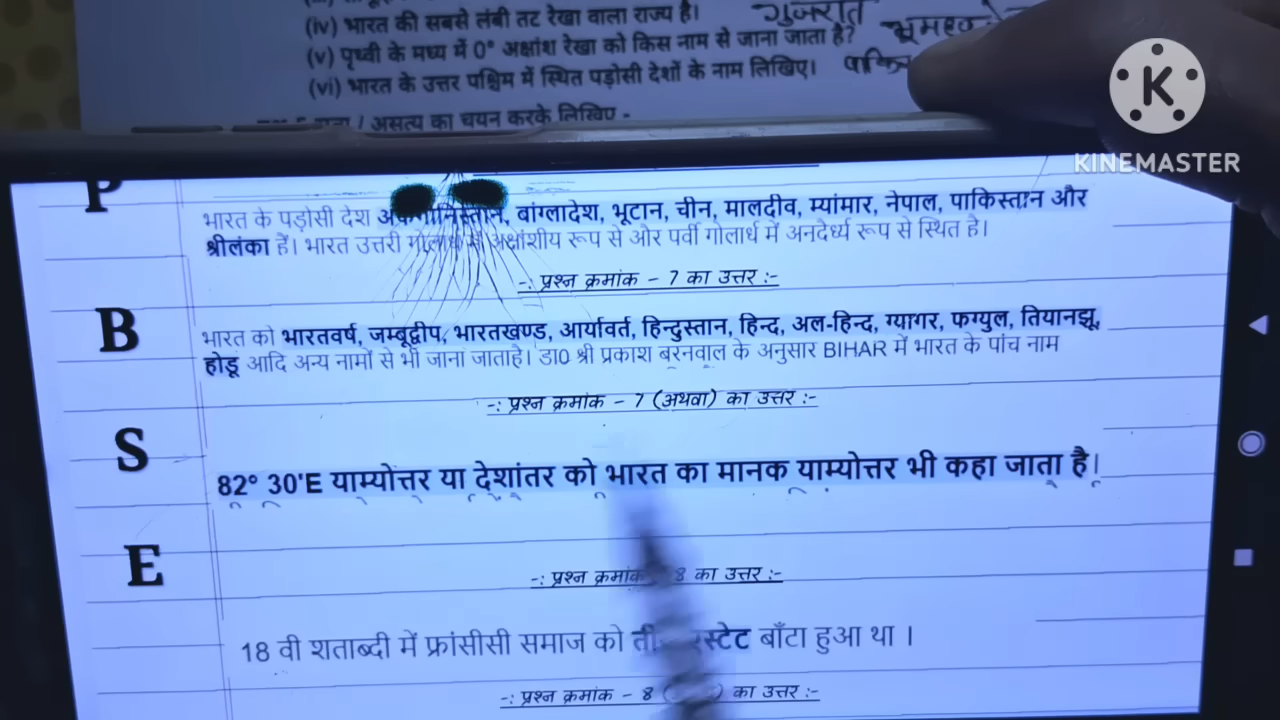 (iv) भारत की सबसे लंबी तट रेखा वाला राज्य है। गुजरात
(v) पृथ्वी के मध्य में 0° अक्षांश रेखा को किस नाम से जाना जाता है?
(vi) भारत के उत्तर पश्चिम में स्थित पड़ोसी देशों के नाम लिखिए।
/ असत्य का चयन करके लिखिए -
K
KINEMASTER
P
भारत के पड़ोसी देश अफगानिस्तान, बांग्लादेश, भूटान, चीन, मालदीव, म्यांमार, नेपाल, पाकिस्तान और
श्रीलंका हैं। भारत उत्तरी गोलार्ध में अक्षांशीय रूप से और पर्वी गोलार्ध में अनदैर्ध्य रूप से स्थित है।
-: प्रश्न क्रमांक - 7 का उत्तर :-
B
भारत को भारतवर्ष, जम्बूद्वीप, भारतखण्ड, आर्यावर्त, हिन्दुस्तान, हिन्द, अल-हिन्द, ग्यागर, फग्युल, तियानझू,
होडू आदि अन्य नामों से भी जाना जाताहे। डा0 श्री प्रकाश बरनवाल के अनुसार BIHAR में भारत के पांच नाम
-: प्रश्न क्रमांक - 7 (अथवा) का उत्तर :-
S
82° 30'E याम्योत्तर या देशांतर को भारत का मानक याम्योत्तर भी कहा जाता है।
E
-: प्रश्न क्रमांक 8 का उत्तर :-
18 वी शताब्दी में फ्रांसीसी समाज को बाँटा हुआ था ।
-: प्रश्न क्रमांक - 8 ( का उत्तर :-